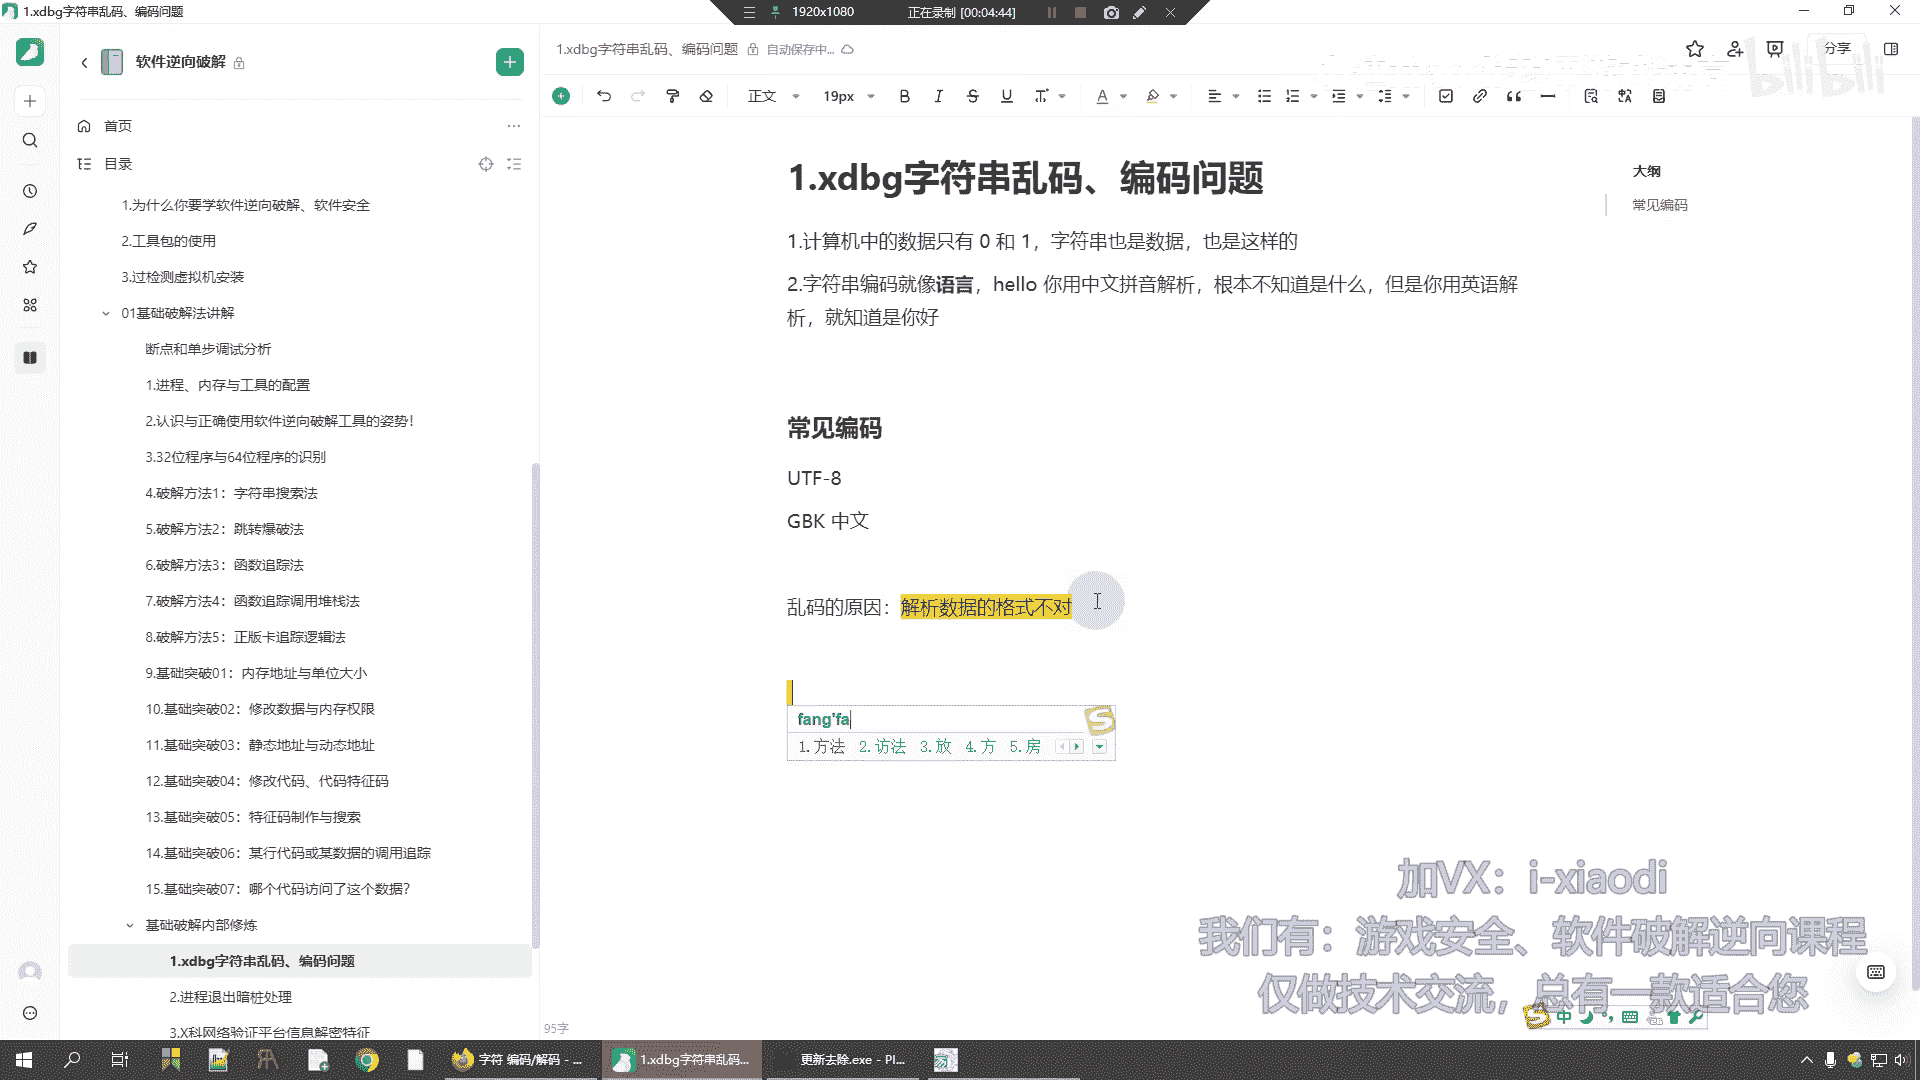 1.xdbg字符串乱码、编码问题
1920x1080
正在录制 [00:04:44]
软件逆向破解
1.xdbg字符串乱码、编码问题
自动保存中...
分享
bilibili
正文
19px
首页
目录
1.为什么你要学软件逆向破解、软件安全
2.工具包的使用
3.过检测虚拟机安装
01基础破解法讲解
断点和单步调试分析
1.进程、内存与工具的配置
2.认识与正确使用软件逆向破解工具的姿势！
3.32位程序与64位程序的识别
4.破解方法1：字符串搜索法
5.破解方法2：跳转爆破法
6.破解方法3：函数追踪法
7.破解方法4：函数追踪调用堆栈法
8.破解方法5：正版卡追踪逻辑法
9.基础突破01：内存地址与单位大小
10.基础突破02：修改数据与内存权限
11.基础突破03：静态地址与动态地址
12.基础突破04：修改代码、代码特征码
13.基础突破05：特征码制作与搜索
14.基础突破06：某行代码或某数据的调用追踪
15.基础突破07：哪个代码访问了这个数据？
基础破解内部修炼
1.xdbg字符串乱码、编码问题
2.进程退出暗桩处理
3.X科网络验证平台信息解密特征
1.xdbg字符串乱码、编码问题
1.计算机中的数据只有 0 和 1，字符串也是数据，也是这样的
2.字符串编码就像语言，hello 你用中文拼音解析，根本不知道是什么，但是你用英语解
析，就知道是你好
常见编码
UTF-8
GBK 中文
乱码的原因：解析数据的格式不对
fang'fa
1.方法 2.访法 3.放 4.方 5.房
大纲
常见编码
加VX：i-xiaodi
我们有：游戏安全、软件破解逆向课程
仅做技术交流，总有一款适合您
中
95字
字符 编码/解码 - ...
1.xdbg字符串乱码...
更新去除.exe - PI...